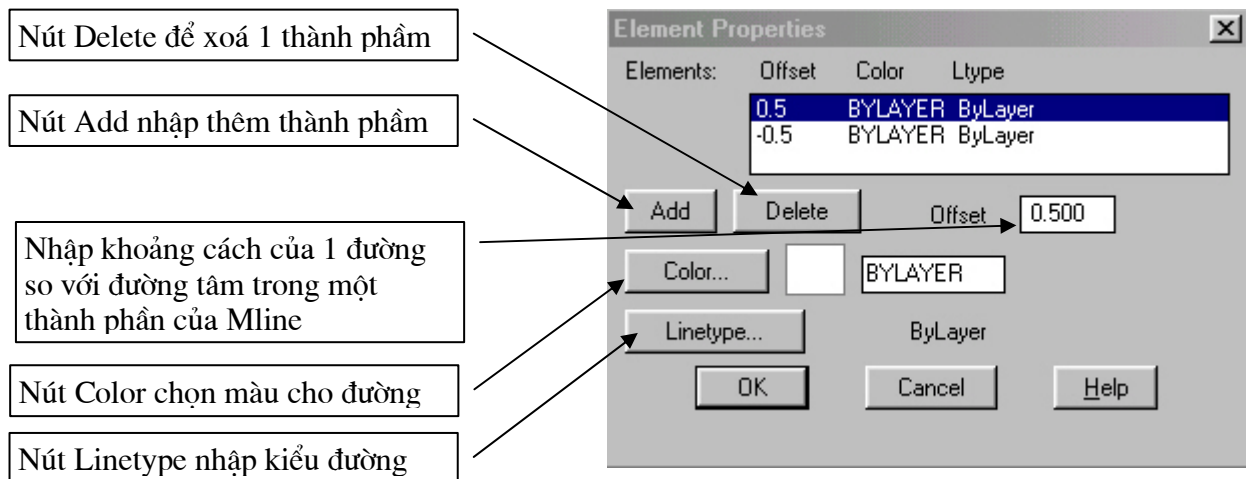 Nút Delete để xoá 1 thành phầm
Nút Add nhập thêm thành phầm
Nhập khoảng cách của 1 đường
so với đường tâm trong một
thành phần của Mline
Nút Color chọn màu cho đường
Nút Linetype nhập kiểu đường
Element Properties
Elements: Offset Color Ltype
0.5 BYLAYER ByLayer
-0.5 BYLAYER ByLayer
Add Delete Offset 0.500
Color... BYLAYER
Linetype... ByLayer
OK Cancel Help